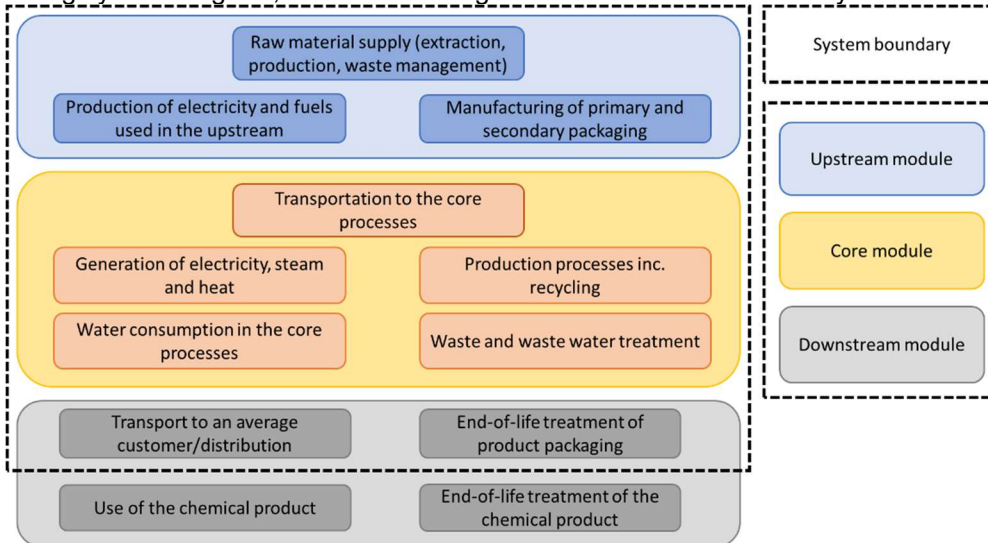 Raw material supply (extraction,
production, waste management)
Production of electricity and fuels
used in the upstream
Manufacturing of primary and
secondary packaging
Transportation to the core
processes
Generation of electricity, steam
and heat
Production processes inc.
recycling
Water consumption in the core
processes
Waste and waste water treatment
Transport to an average
customer/distribution
End-of-life treatment of
product packaging
Use of the chemical product
End-of-life treatment of the
chemical product
System boundary
Upstream module
Core module
Downstream module